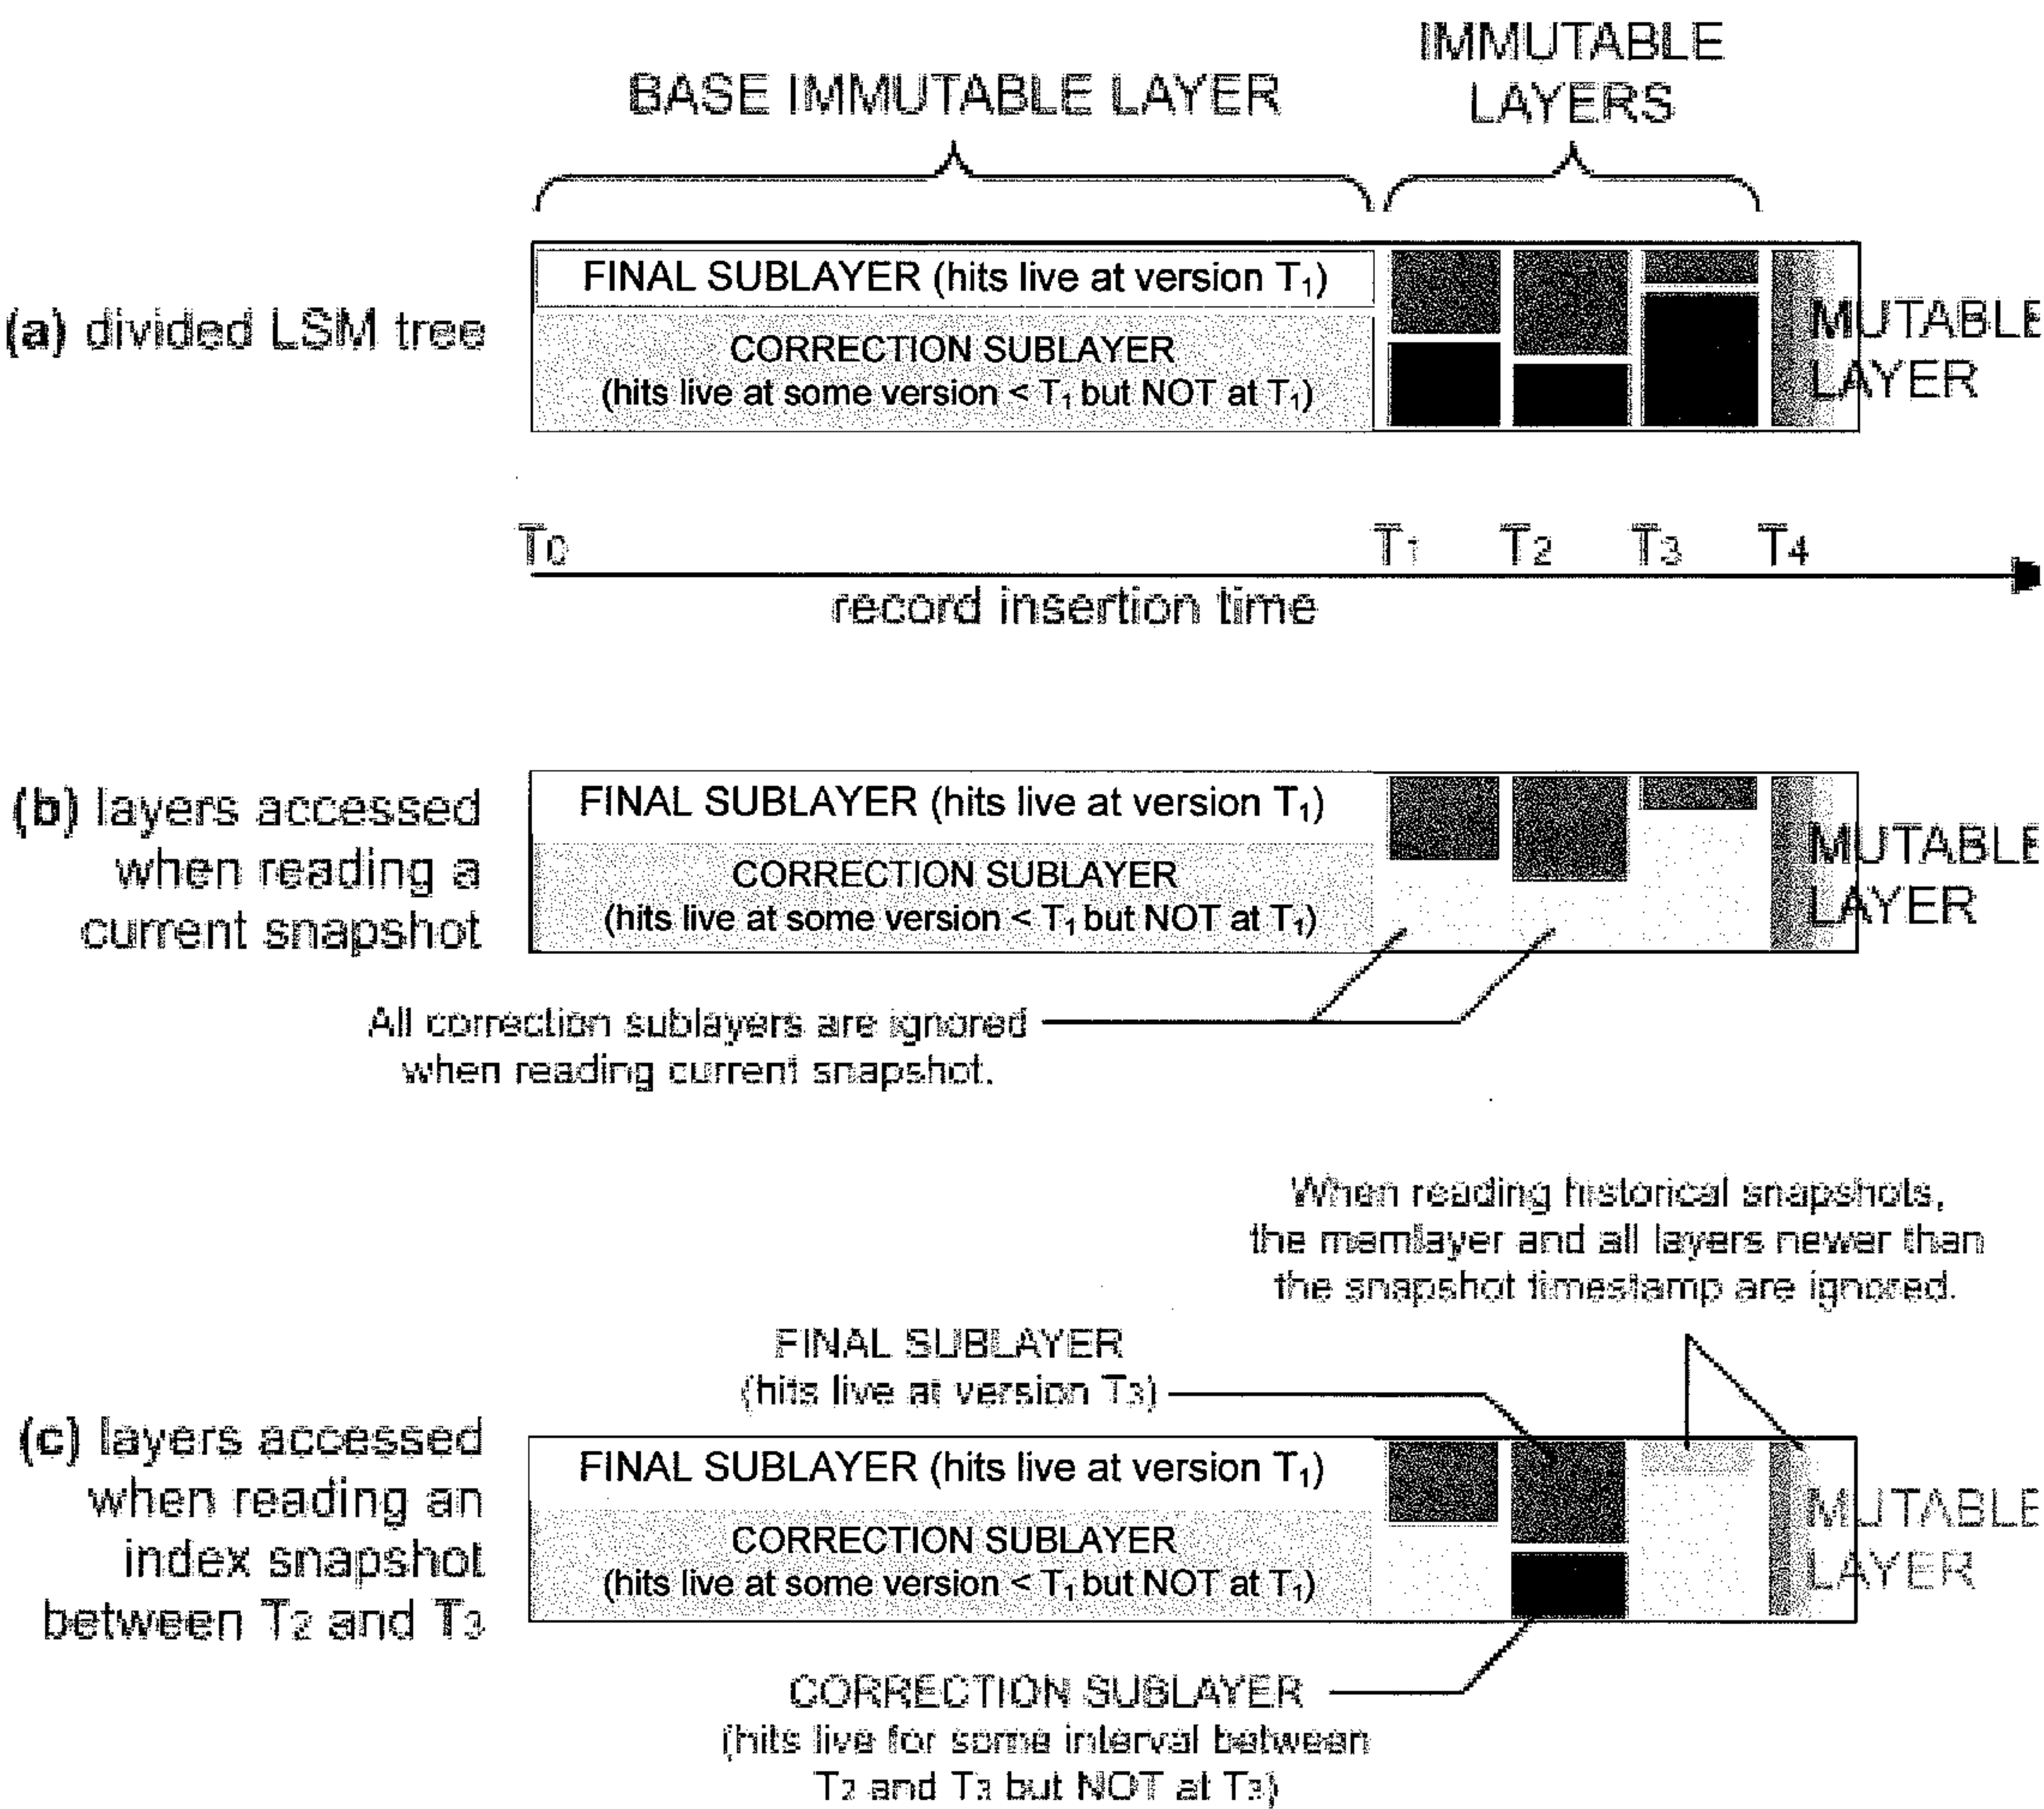 BASE IMMUTABLE LAYER
IMMUTABLE
LAYERS
(a) divided LSM tree
FINAL SUBLAYER (hits live at version T₁)
CORRECTION SUBLAYER
(hits live at some version < T₁ but NOT at T₁)
MUTABLE
LAYER
T₀
T₁
T₂
T₃
T₄
record insertion time
(b) layers accessed
when reading a
current snapshot
FINAL SUBLAYER (hits live at version T₁)
CORRECTION SUBLAYER
(hits live at some version < T₁ but NOT at T₁)
MUTABLE
LAYER
All correction sublayers are ignored
when reading current snapshot.
When reading historical snapshots,
the memlayer and all layers newer than
the snapshot timestamp are ignored.
FINAL SUBLAYER
(hits live at version T₃)
(c) layers accessed
when reading an
index snapshot
between T₂ and T₃
FINAL SUBLAYER (hits live at version T₁)
CORRECTION SUBLAYER
(hits live at some version < T₁ but NOT at T₁)
MUTABLE
LAYER
CORRECTION SUBLAYER
(hits live for some interval between
T₂ and T₃ but NOT at T₃)